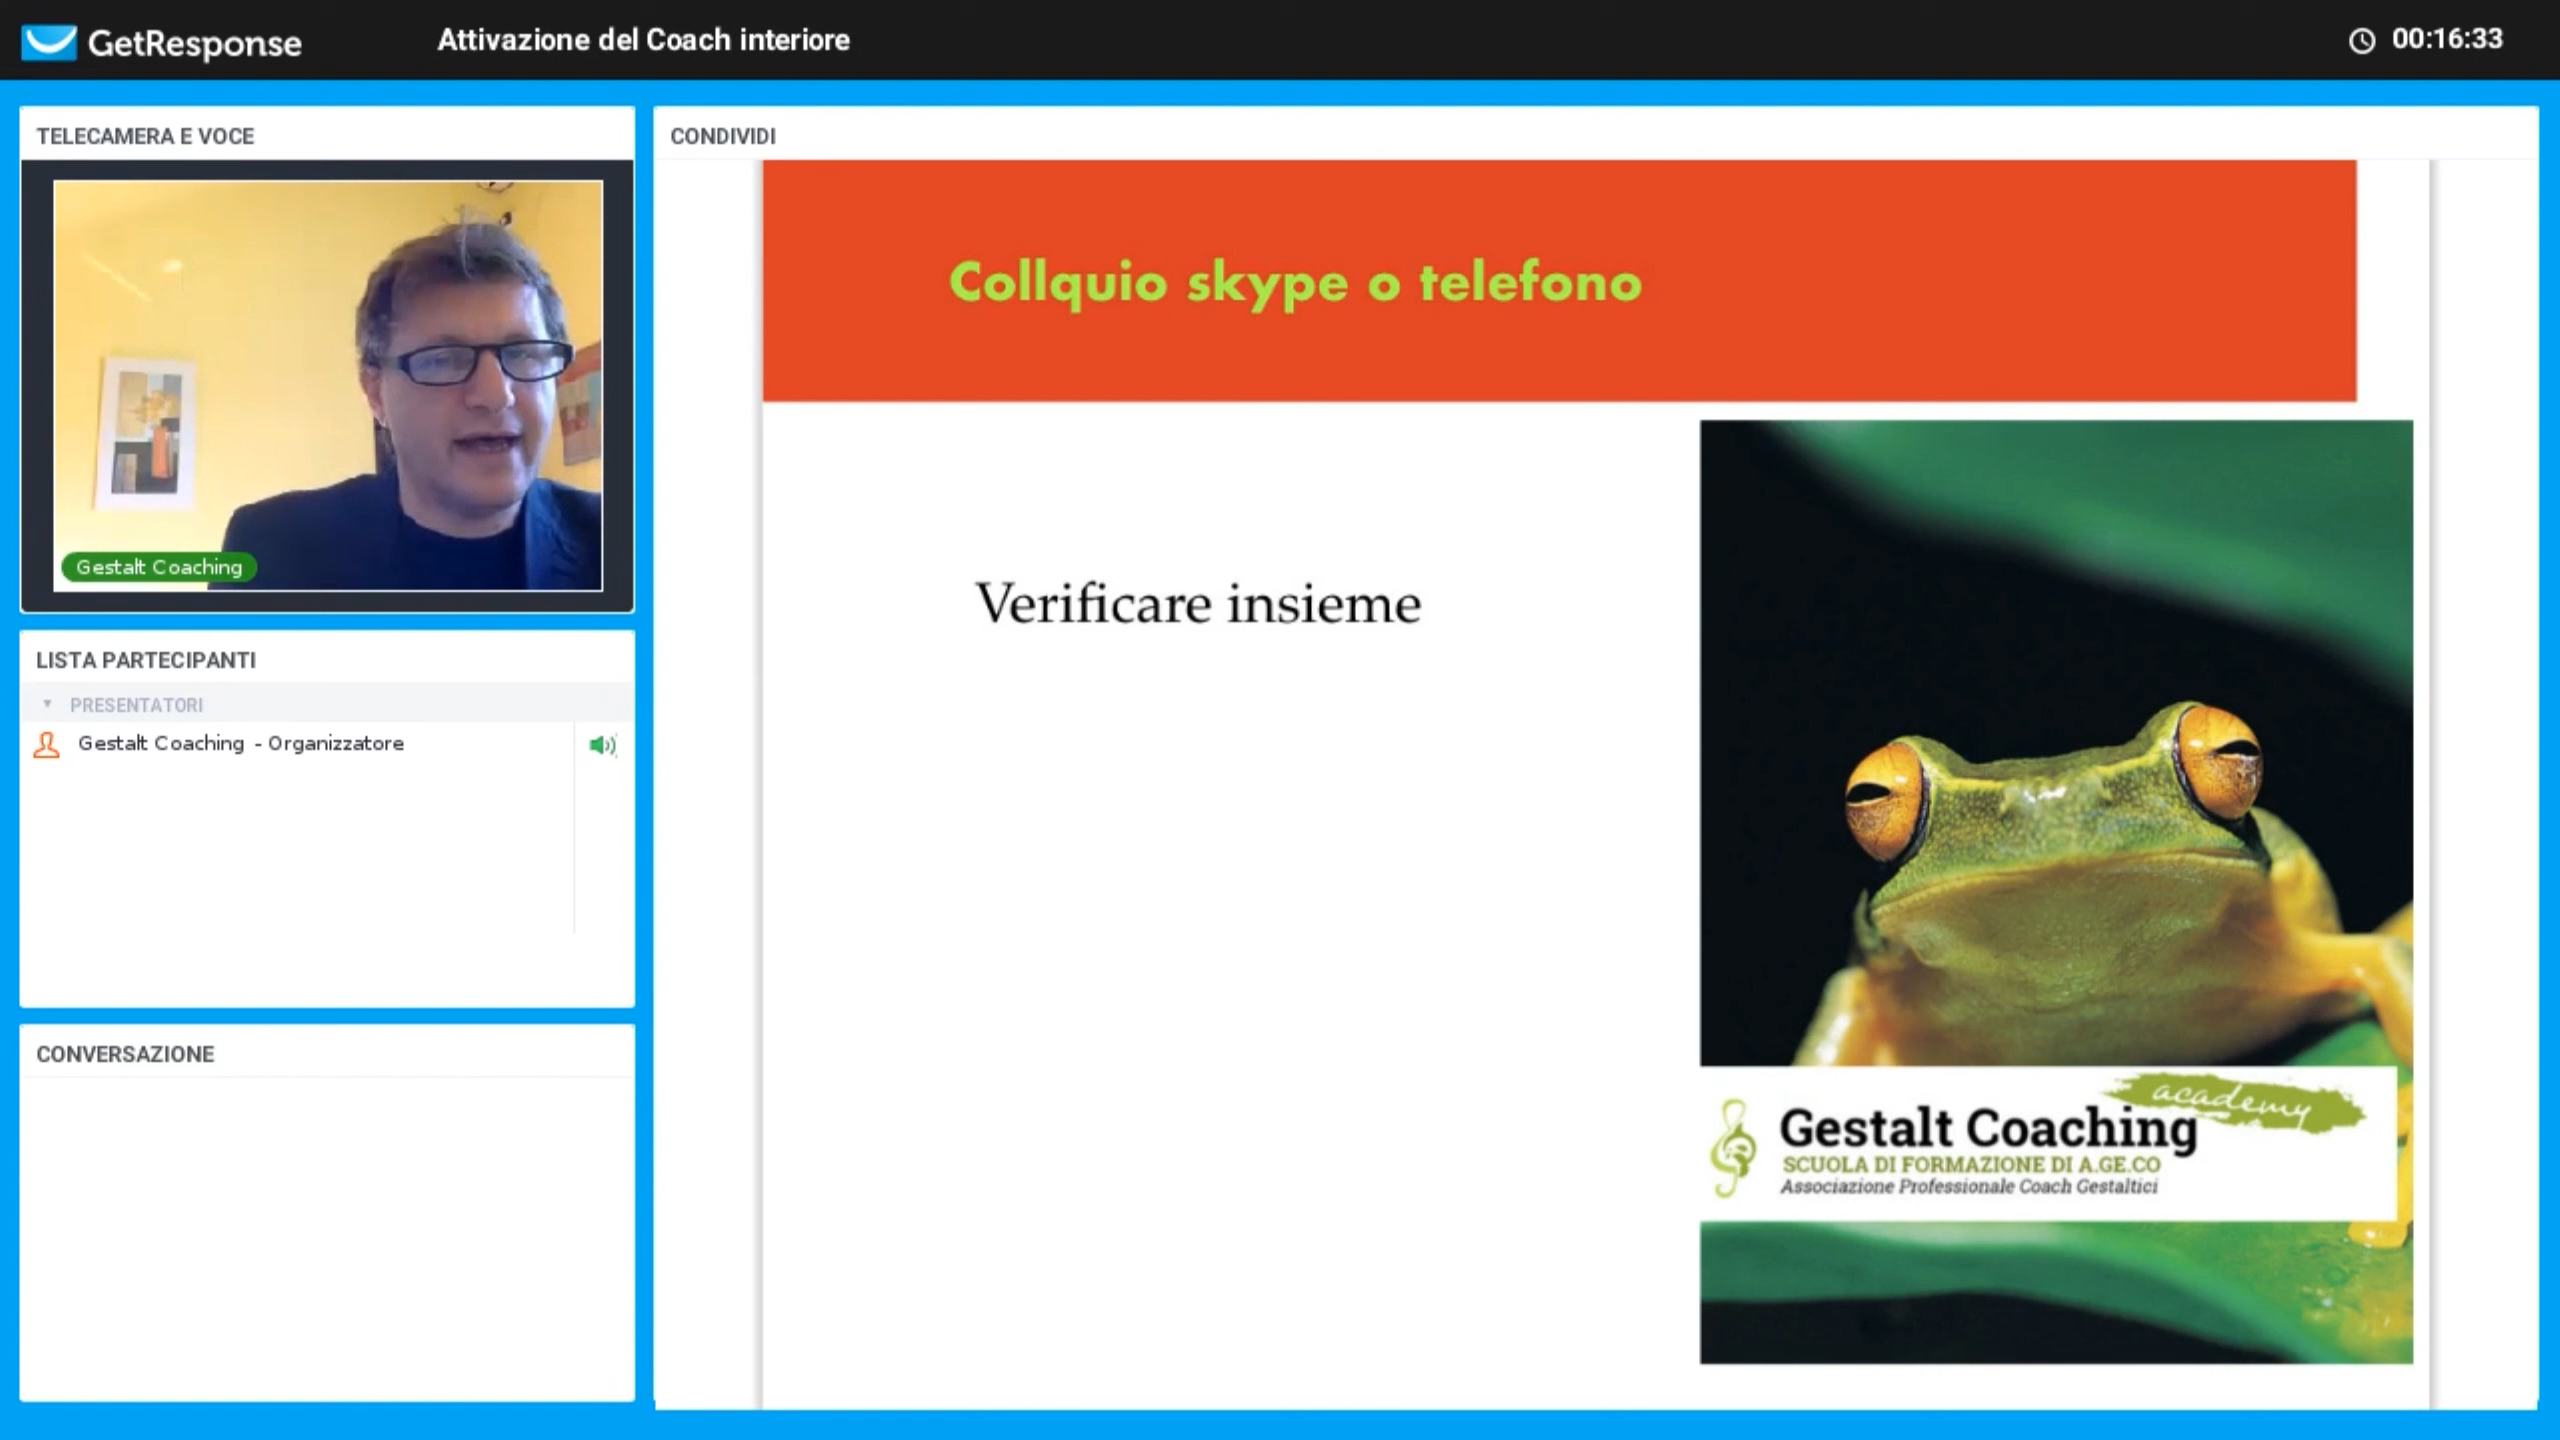 GetResponse
Attivazione del Coach interiore
00:16:33
TELECAMERA E VOCE
Gestalt Coaching
LISTA PARTECIPANTI
PRESENTATORI
Gestalt Coaching - Organizzatore
CONVERSAZIONE
CONDIVIDI
Collquio skype o telefono
Verificare insieme
academy
Gestalt Coaching
SCUOLA DI FORMAZIONE DI A.GE.CO
Associazione Professionale Coach Gestaltici